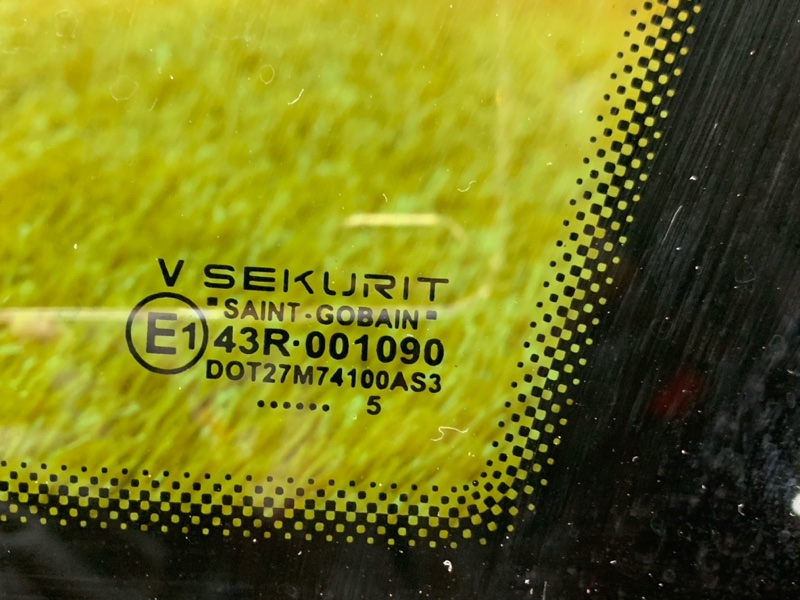 V SEKURIT
SAINT-GOBAIN
E1 43R·001090
DOT27M74100AS3
...... 5